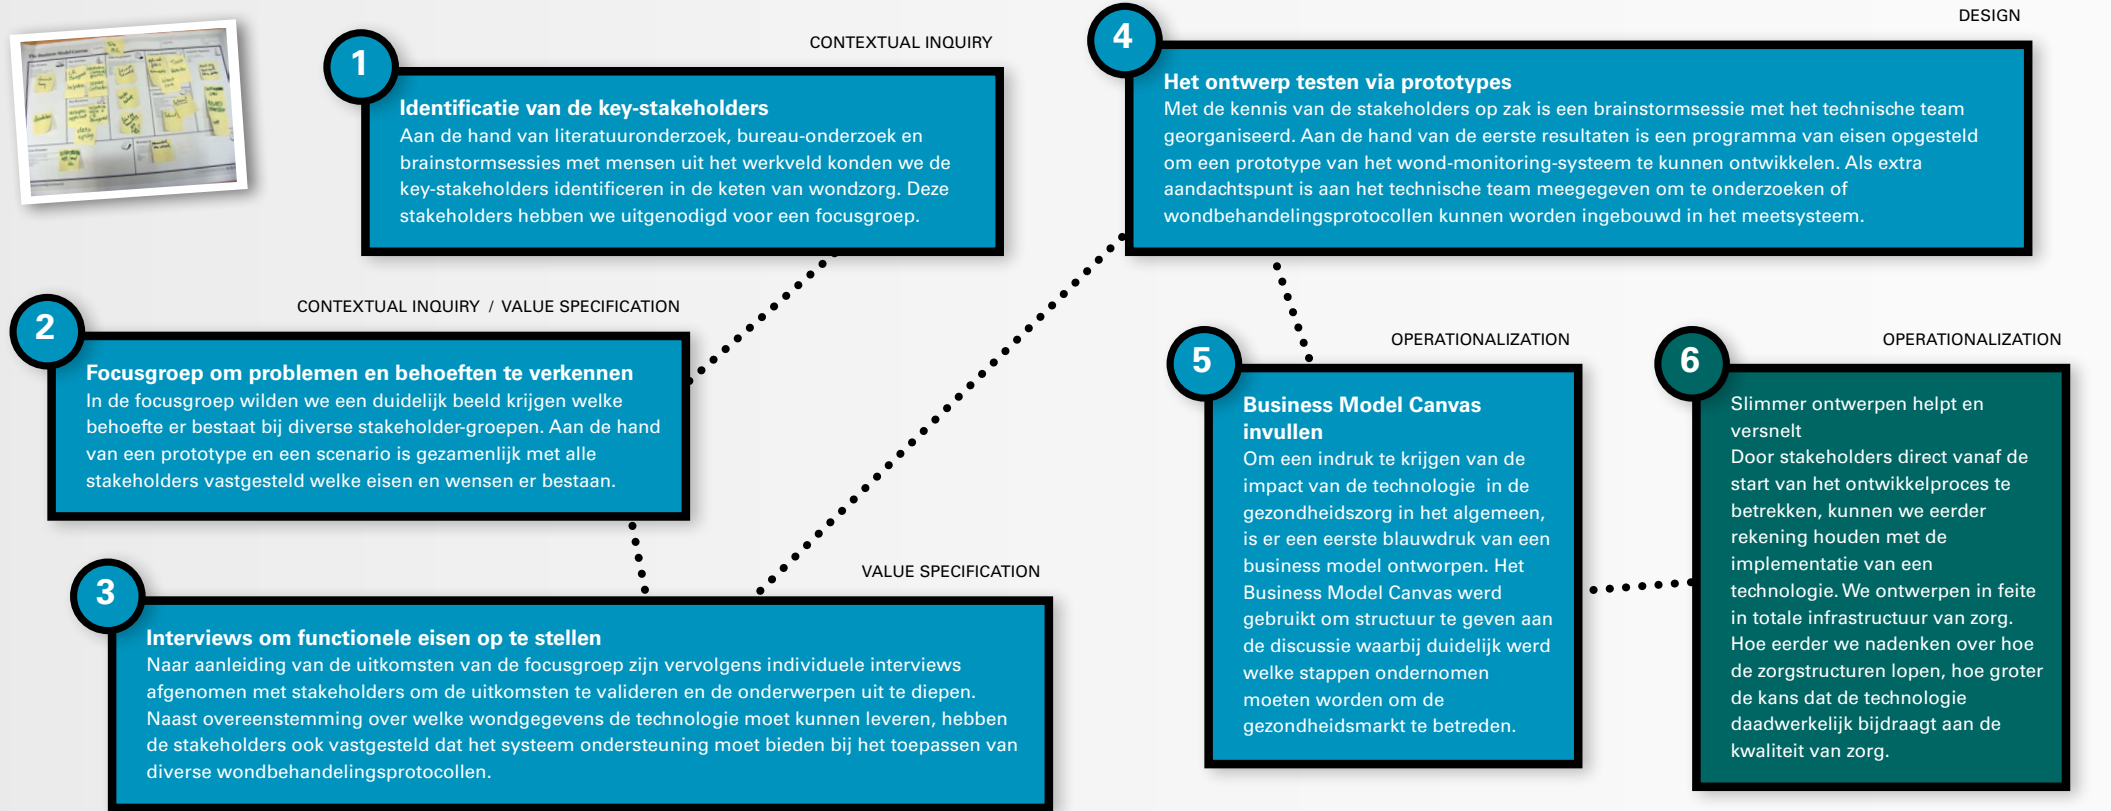 The Business Model Canvas
CONTEXTUAL INQUIRY
1
Identificatie van de key-stakeholders
Aan de hand van literatuuronderzoek, bureau-onderzoek en
brainstormsessies met mensen uit het werkveld konden we de
key-stakeholders identificeren in de keten van wondzorg. Deze
stakeholders hebben we uitgenodigd voor een focusgroep.
CONTEXTUAL INQUIRY / VALUE SPECIFICATION
2
Focusgroep om problemen en behoeften te verkennen
In de focusgroep wilden we een duidelijk beeld krijgen welke
behoefte er bestaat bij diverse stakeholder-groepen. Aan de hand
van een prototype en een scenario is gezamenlijk met alle
stakeholders vastgesteld welke eisen en wensen er bestaan.
VALUE SPECIFICATION
3
Interviews om functionele eisen op te stellen
Naar aanleiding van de uitkomsten van de focusgroep zijn vervolgens individuele interviews
afgenomen met stakeholders om de uitkomsten te valideren en de onderwerpen uit te diepen.
Naast overeenstemming over welke wondgegevens de technologie moet kunnen leveren, hebben
de stakeholders ook vastgesteld dat het systeem ondersteuning moet bieden bij het toepassen van
diverse wondbehandelingsprotocollen.
DESIGN
4
Het ontwerp testen via prototypes
Met de kennis van de stakeholders op zak is een brainstormsessie met het technische team
georganiseerd. Aan de hand van de eerste resultaten is een programma van eisen opgesteld
om een prototype van het wond-monitoring-systeem te kunnen ontwikkelen. Als extra
aandachtspunt is aan het technische team meegegeven om te onderzoeken of
wondbehandelingsprotocollen kunnen worden ingebouwd in het meetsysteem.
OPERATIONALIZATION
5
Business Model Canvas
invullen
Om een indruk te krijgen van de
impact van de technologie in de
gezondheidszorg in het algemeen,
is er een eerste blauwdruk van een
business model ontworpen. Het
Business Model Canvas werd
gebruikt om structuur te geven aan
de discussie waarbij duidelijk werd
welke stappen ondernomen
moeten worden om de
gezondheidsmarkt te betreden.
OPERATIONALIZATION
6
Slimmer ontwerpen helpt en
versnelt
Door stakeholders direct vanaf de
start van het ontwikkelproces te
betrekken, kunnen we eerder
rekening houden met de
implementatie van een
technologie. We ontwerpen in feite
in totale infrastructuur van zorg.
Hoe eerder we nadenken over hoe
de zorgstructuren lopen, hoe groter
de kans dat de technologie
daadwerkelijk bijdraagt aan de
kwaliteit van zorg.